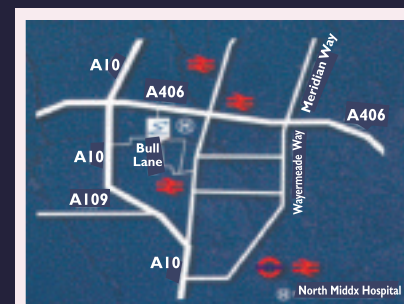 A10
Meridian Way
A406
A406
Bull
Lane
A10
Wayermeade Way
A109
A10
North Middx Hospital